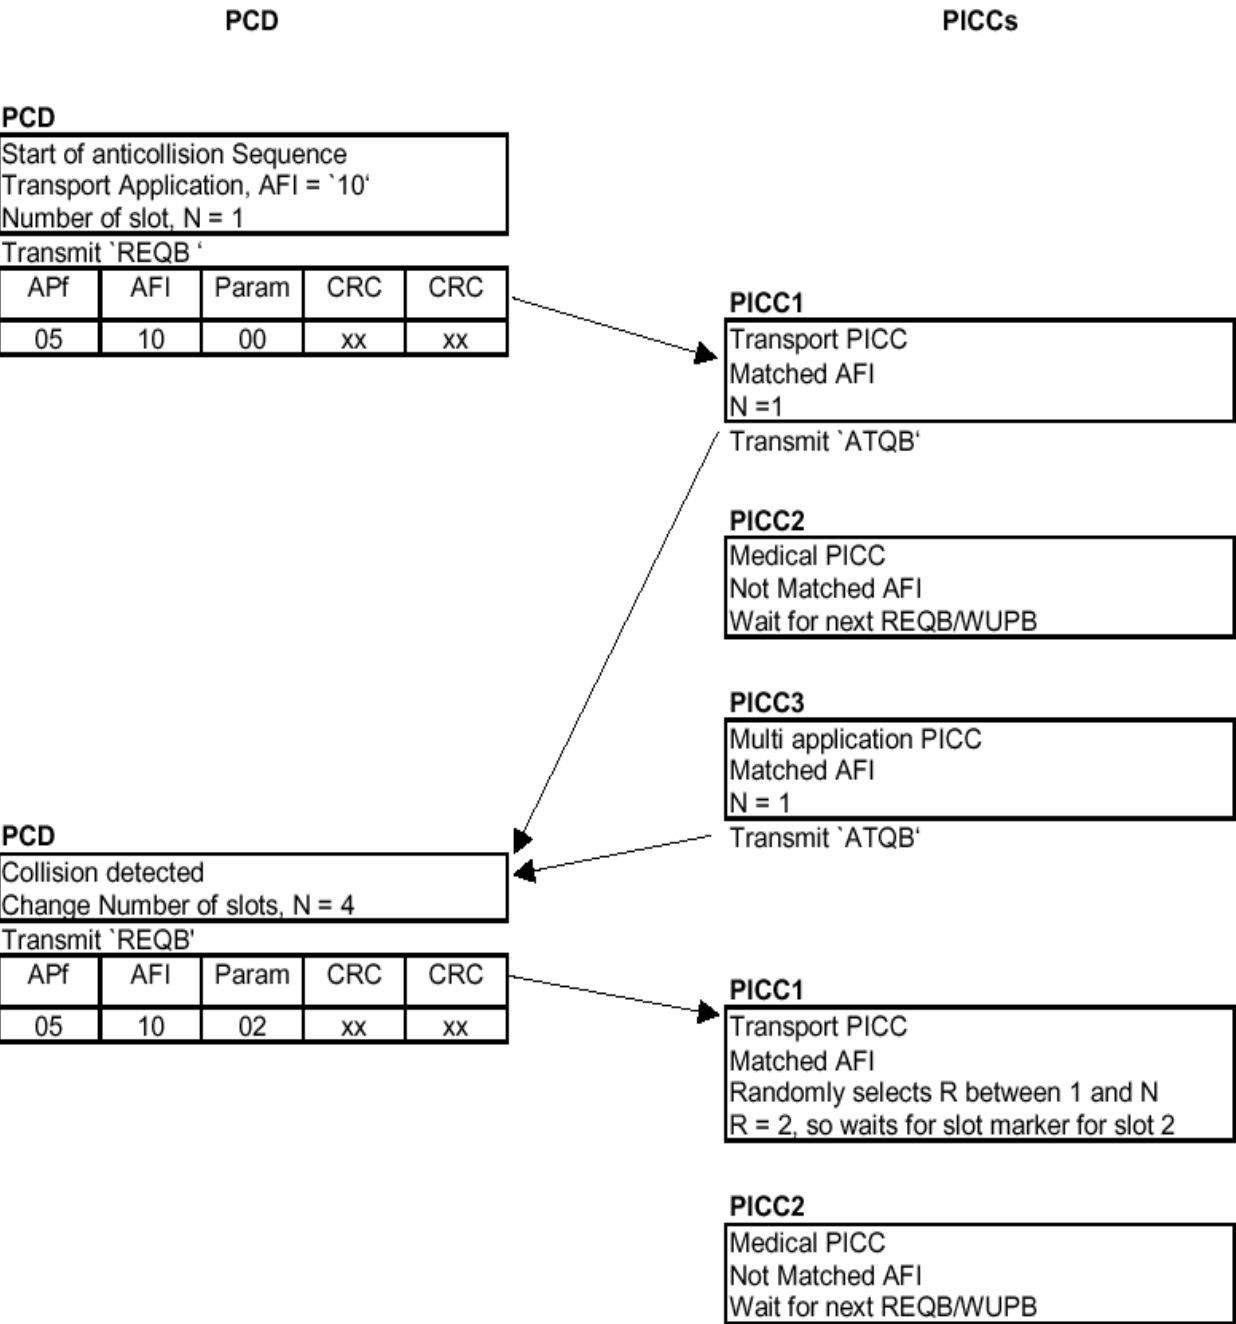 PCD PICCs
PCD
Start of anticollision Sequence
Transport Application, AFI = `10‘
Number of slot, N = 1
Transmit `REQB ‘
APf AFI Param CRC CRC
05 10 00 xx xx
PICC1
Transport PICC
Matched AFI
N =1
Transmit `ATQB‘
PICC2
Medical PICC
Not Matched AFI
Wait for next REQB/WUPB
PICC3
Multi application PICC
Matched AFI
N = 1
Transmit `ATQB‘
PCD
Collision detected
Change Number of slots, N = 4
Transmit `REQB'
APf AFI Param CRC CRC
05 10 02 xx xx
PICC1
Transport PICC
Matched AFI
Randomly selects R between 1 and N
R = 2, so waits for slot marker for slot 2
PICC2
Medical PICC
Not Matched AFI
Wait for next REQB/WUPB